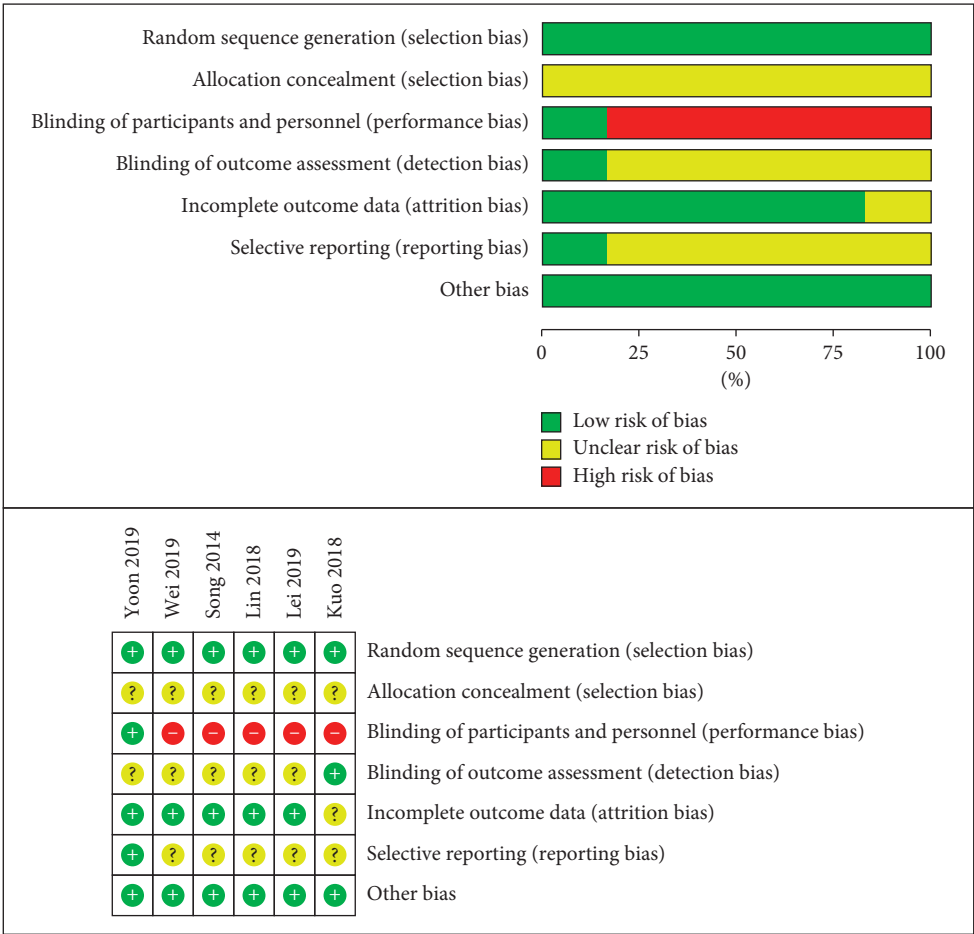 Random sequence generation (selection bias)
Allocation concealment (selection bias)
Blinding of participants and personnel (performance bias)
Blinding of outcome assessment (detection bias)
Incomplete outcome data (attrition bias)
Selective reporting (reporting bias)
Other bias
0 25 50 75 100
(%)
Low risk of bias
Unclear risk of bias
High risk of bias
Yoon 2019 Wei 2019 Song 2014 Lin 2018 Lei 2019 Kuo 2018
+ + + + + + Random sequence generation (selection bias)
? ? ? ? ? ? Allocation concealment (selection bias)
+ – – – – – Blinding of participants and personnel (performance bias)
? ? ? ? ? + Blinding of outcome assessment (detection bias)
+ + + + + ? Incomplete outcome data (attrition bias)
+ ? ? ? ? ? Selective reporting (reporting bias)
+ + + + + + Other bias